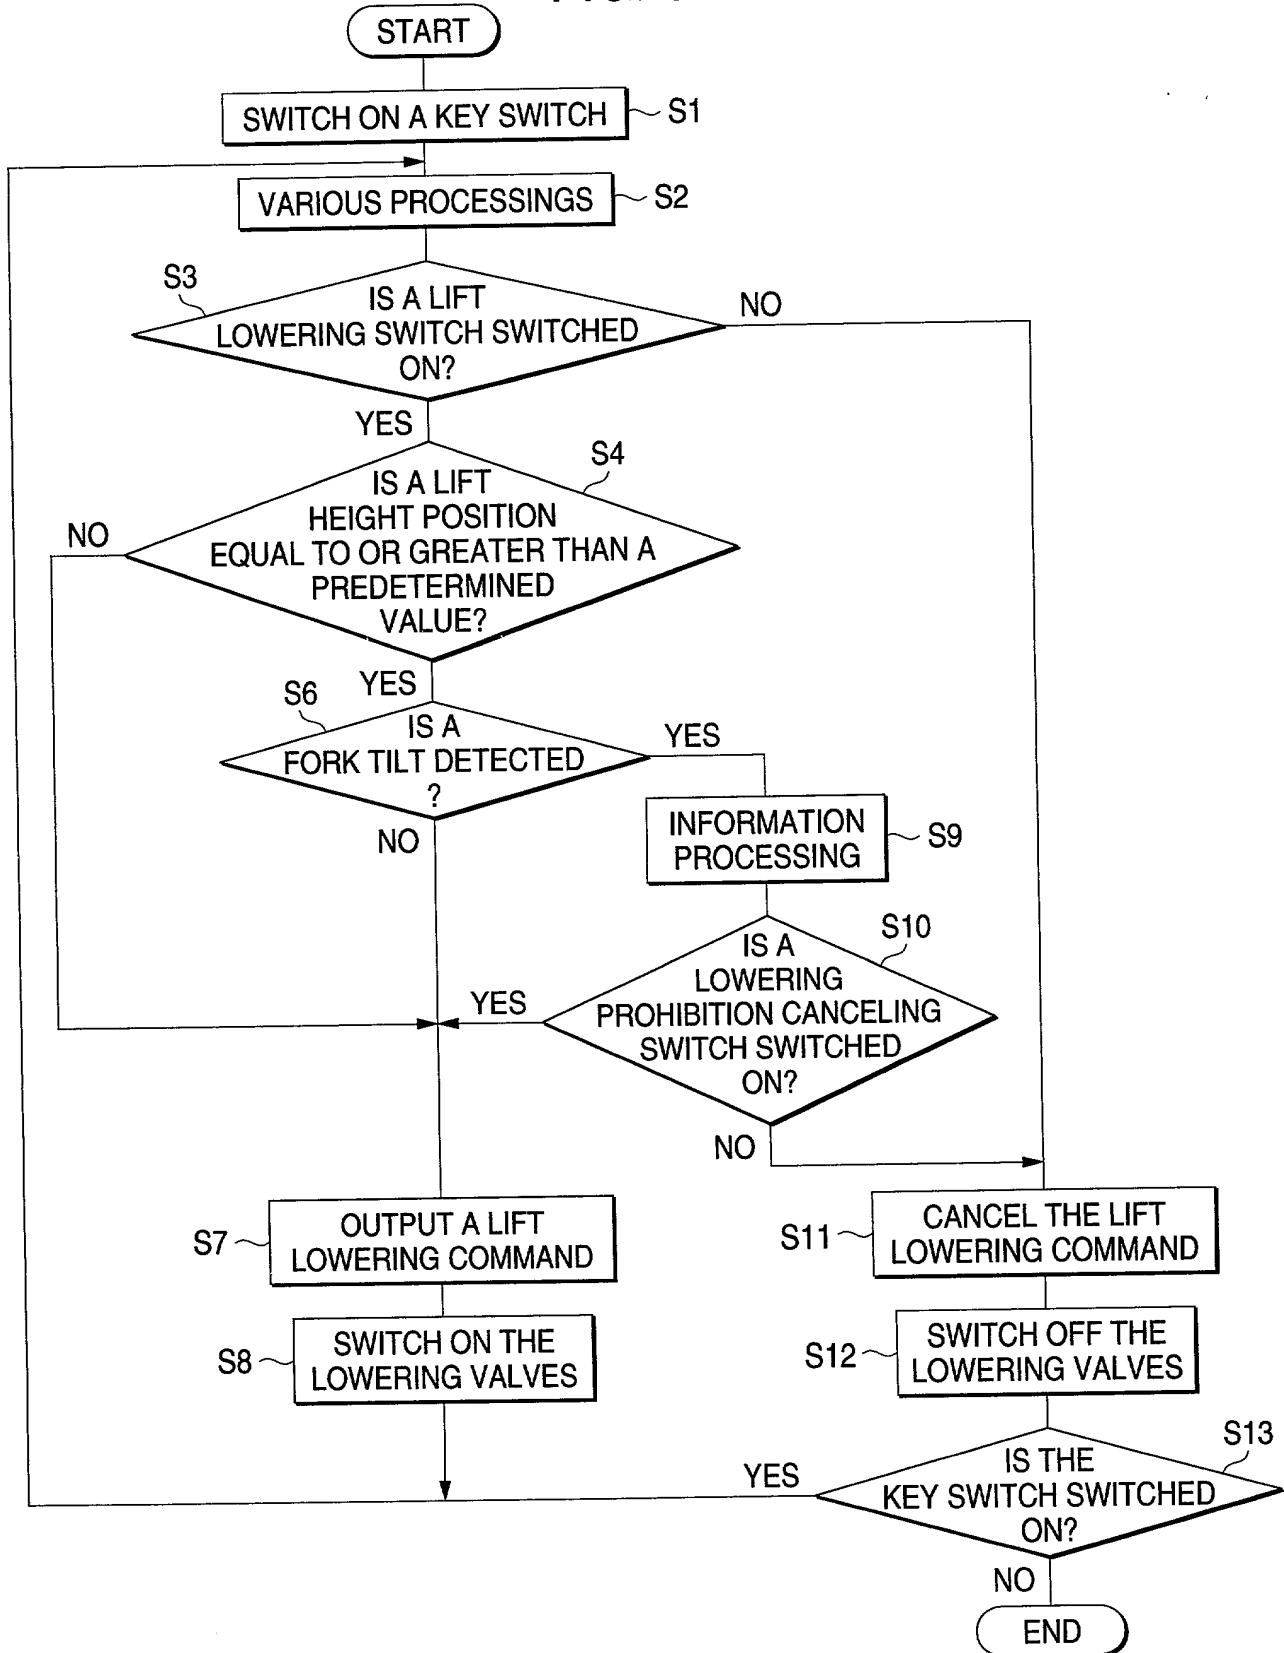 START
SWITCH ON A KEY SWITCH
S1
VARIOUS PROCESSINGS
S2
S3
IS A LIFT
LOWERING SWITCH SWITCHED
ON?
NO
YES
S4
IS A LIFT
HEIGHT POSITION
EQUAL TO OR GREATER THAN A
PREDETERMINED
VALUE?
NO
YES
S6
IS A
FORK TILT DETECTED
?
YES
NO
INFORMATION
PROCESSING
S9
S10
IS A
LOWERING
PROHIBITION CANCELING
SWITCH SWITCHED
ON?
YES
NO
S7
OUTPUT A LIFT
LOWERING COMMAND
S11
CANCEL THE LIFT
LOWERING COMMAND
S8
SWITCH ON THE
LOWERING VALVES
S12
SWITCH OFF THE
LOWERING VALVES
S13
IS THE
KEY SWITCH SWITCHED
ON?
YES
NO
END